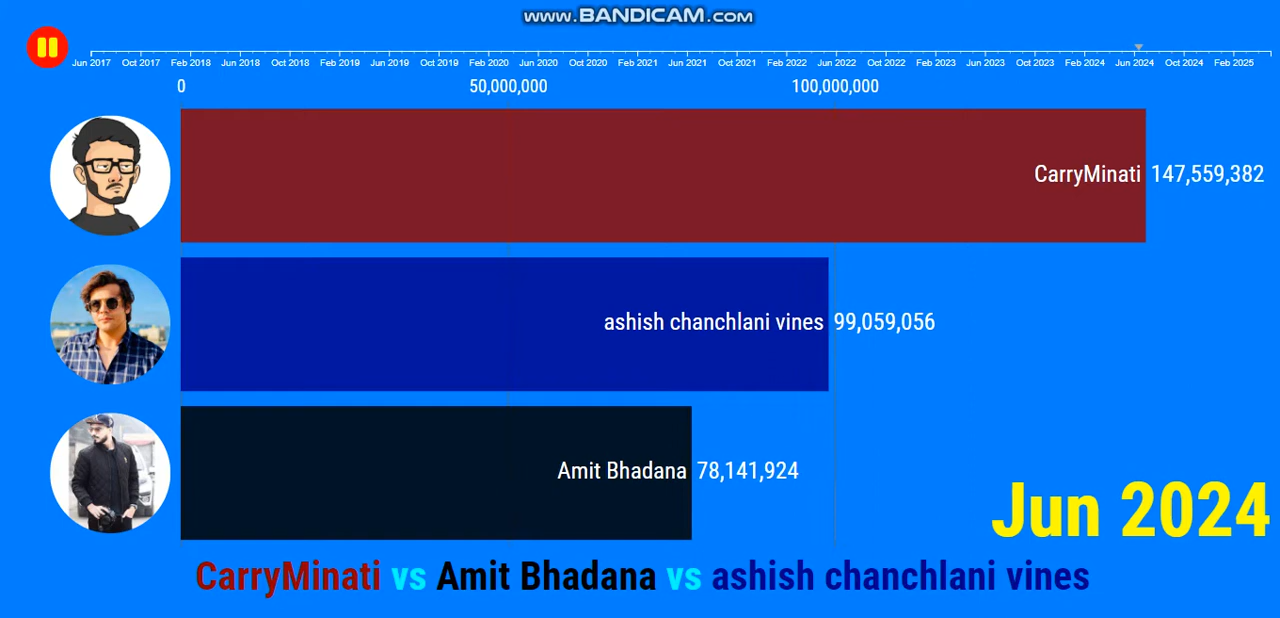 www.BANDICAM.com
Jun 2017 Oct 2017 Feb 2018 Jun 2018 Oct 2018 Feb 2019 Jun 2019 Oct 2019 Feb 2020 Jun 2020 Oct 2020 Feb 2021 Jun 2021 Oct 2021 Feb 2022 Jun 2022 Oct 2022 Feb 2023 Jun 2023 Oct 2023 Feb 2024 Jun 2024 Oct 2024 Feb 2025
0 50,000,000 100,000,000
CarryMinati 147,559,382
ashish chanchlani vines 99,059,056
Amit Bhadana 78,141,924
Jun 2024
CarryMinati vs Amit Bhadana vs ashish chanchlani vines